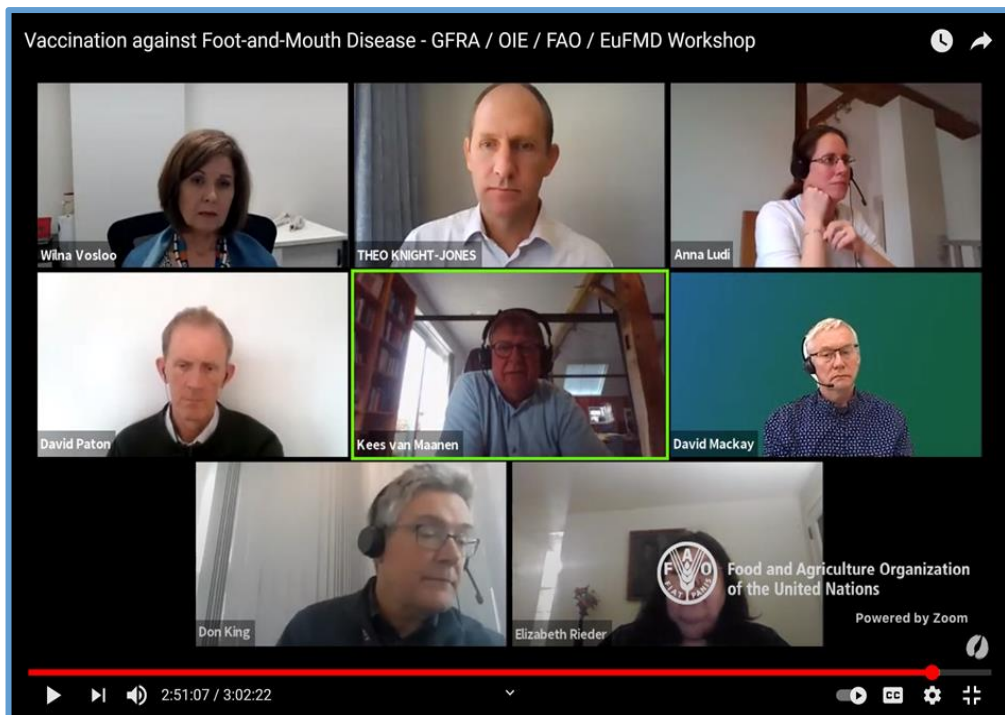 Vaccination against Foot-and-Mouth Disease - GFRA / OIE / FAO / EuFMD Workshop
Wilna Vosloo
THEO KNIGHT-JONES
Anna Ludi
David Paton
Kees van Maanen
David Mackay
Don King
Elizabeth Rieder
F A O
FIAT PANIS
Food and Agriculture Organization
of the United Nations
Powered by Zoom
2:51:07 / 3:02:22
CC